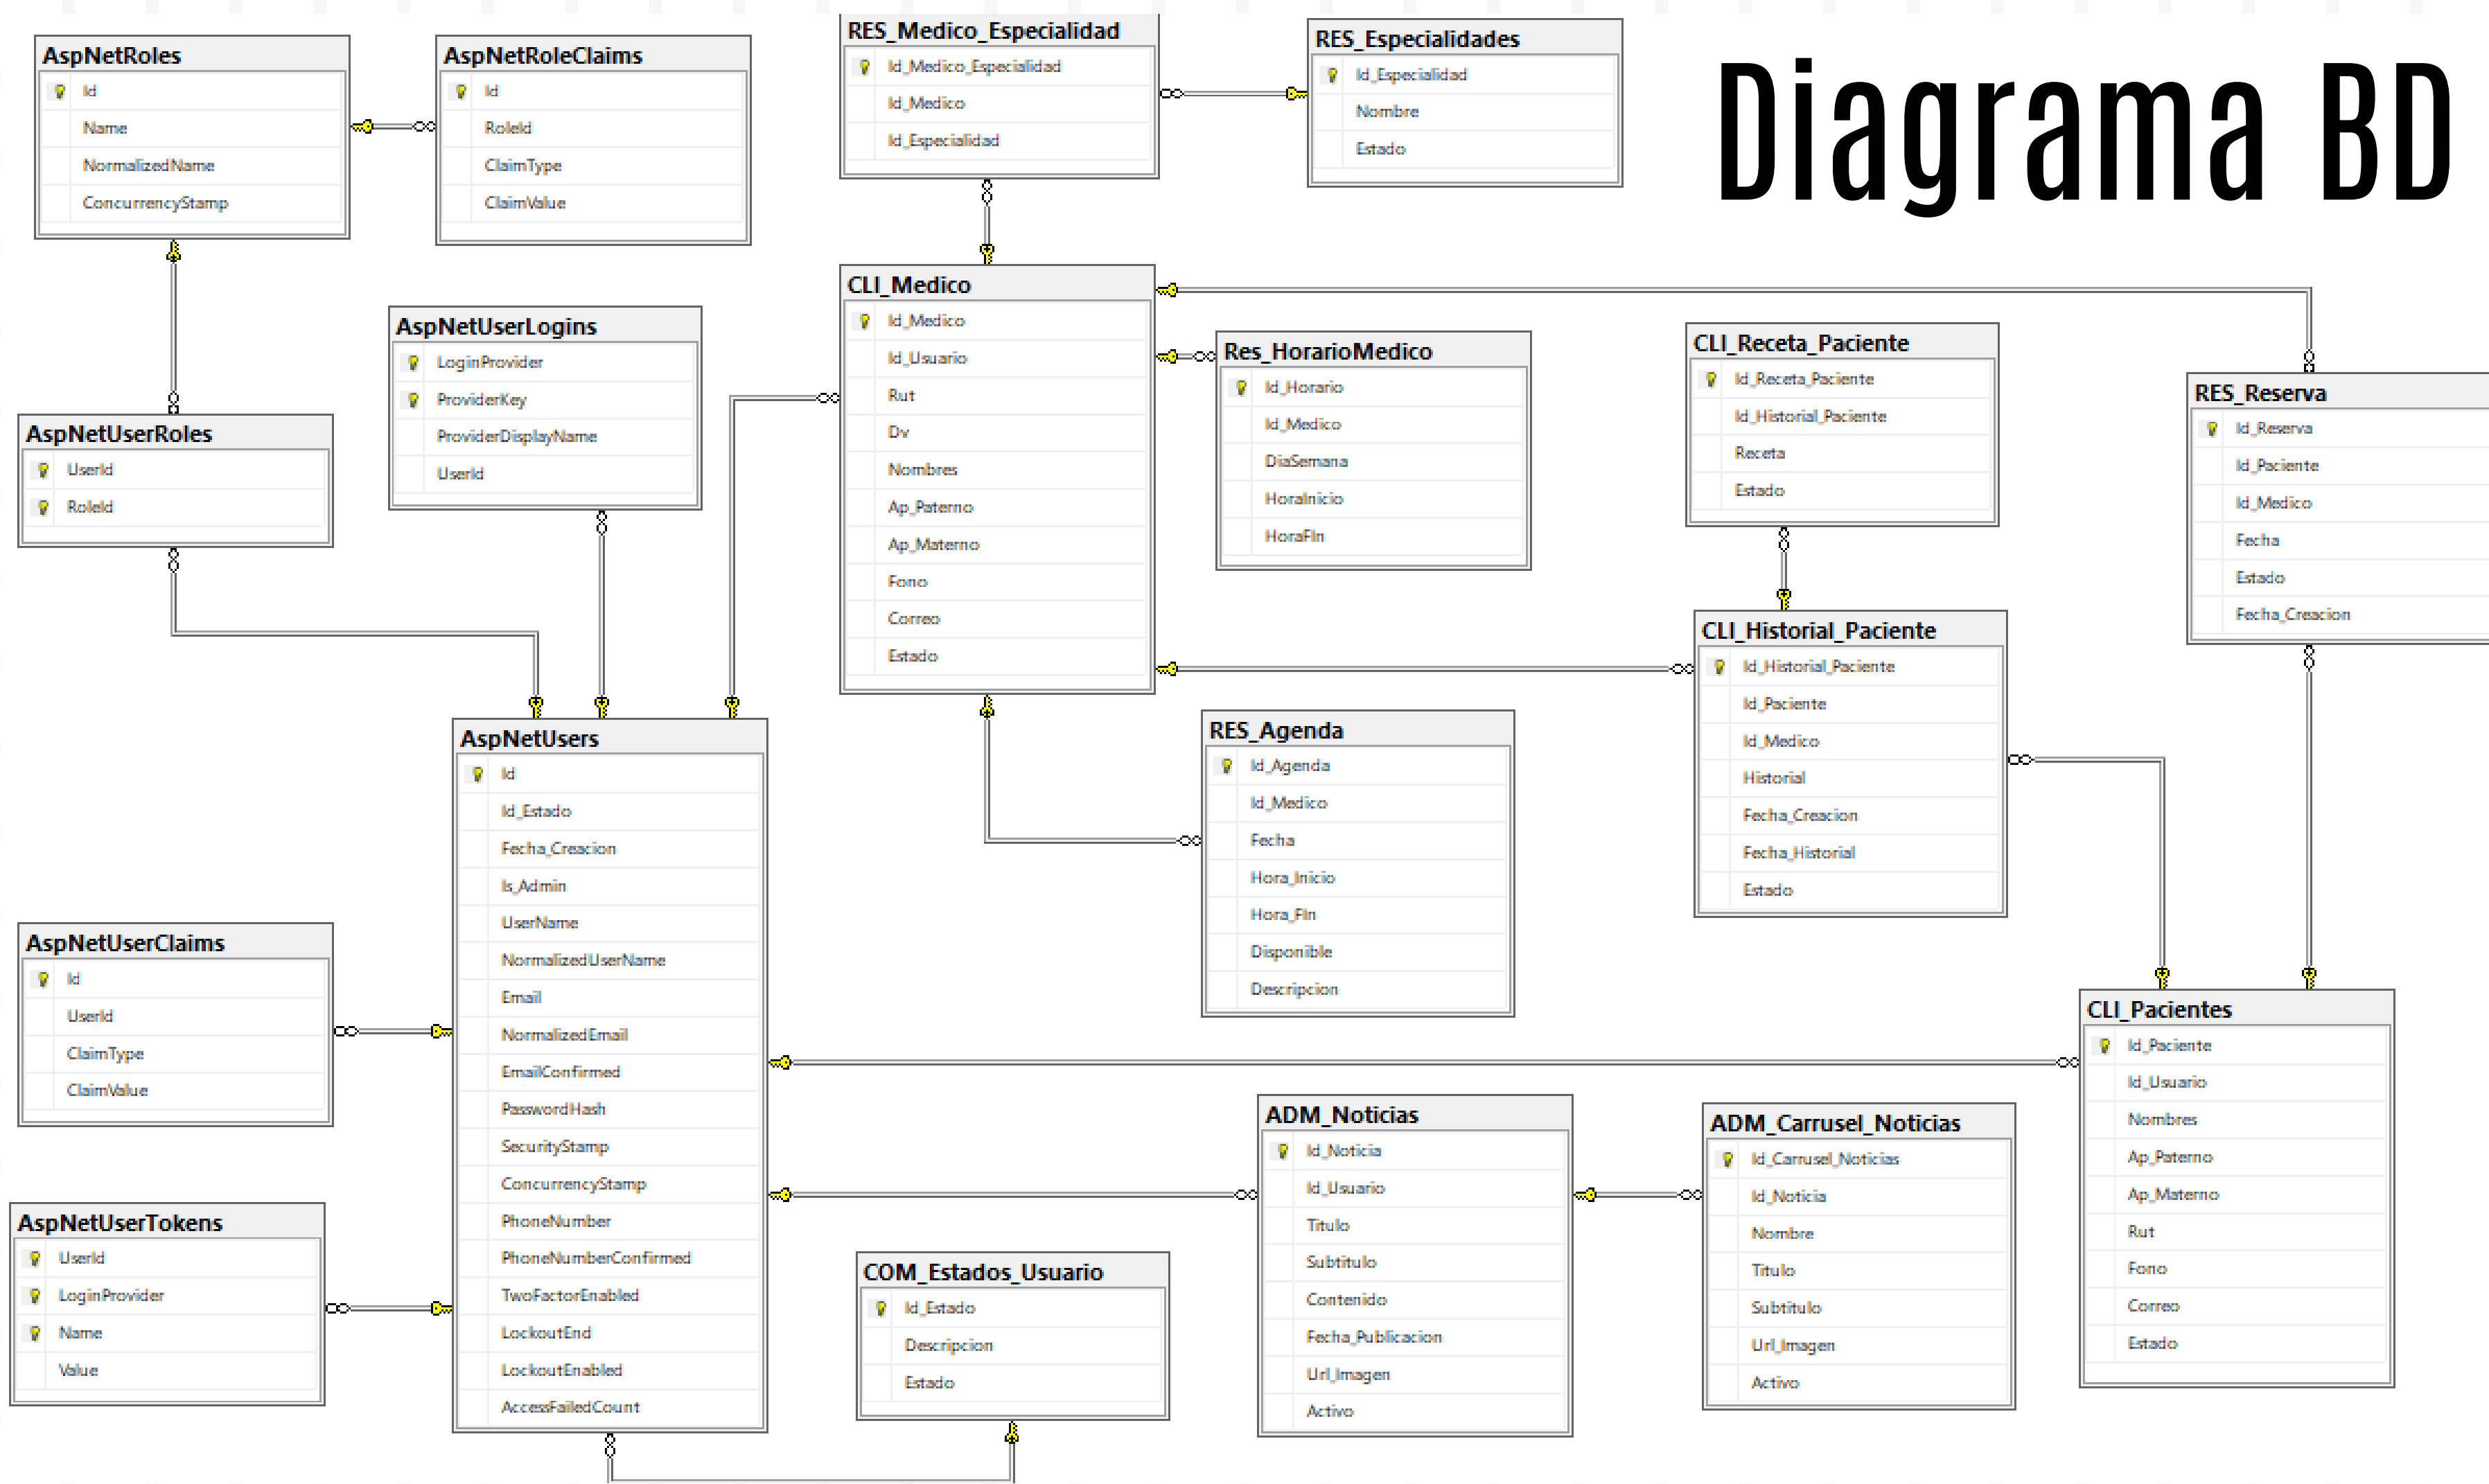 Diagrama BD
AspNetRoles
Id
Name
NormalizedName
ConcurrencyStamp
AspNetRoleClaims
Id
RoleId
ClaimType
ClaimValue
RES_Medico_Especialidad
Id_Medico_Especialidad
Id_Medico
Id_Especialidad
RES_Especialidades
Id_Especialidad
Nombre
Estado
AspNetUserLogins
LoginProvider
ProviderKey
ProviderDisplayName
UserId
AspNetUserRoles
UserId
RoleId
CLI_Medico
Id_Medico
Id_Usuario
Rut
Dv
Nombres
Ap_Paterno
Ap_Materno
Fono
Correo
Estado
Res_HorarioMedico
Id_Horario
Id_Medico
DiaSemana
HoraInicio
HoraFIn
CLI_Receta_Paciente
Id_Receta_Paciente
Id_Historial_Paciente
Receta
Estado
RES_Reserva
Id_Reserva
Id_Paciente
Id_Medico
Fecha
Estado
Fecha_Creacion
CLI_Historial_Paciente
Id_Historial_Paciente
Id_Paciente
Id_Medico
Historial
Fecha_Creacion
Fecha_Historial
Estado
AspNetUsers
Id
Id_Estado
Fecha_Creacion
Is_Admin
UserName
NormalizedUserName
Email
NormalizedEmail
EmailConfirmed
PasswordHash
SecurityStamp
ConcurrencyStamp
PhoneNumber
PhoneNumberConfirmed
TwoFactorEnabled
LockoutEnd
LockoutEnabled
AccessFailedCount
RES_Agenda
Id_Agenda
Id_Medico
Fecha
Hora_Inicio
Hora_FIn
Disponible
Descripcion
AspNetUserClaims
Id
UserId
ClaimType
ClaimValue
CLI_Pacientes
Id_Paciente
Id_Usuario
Nombres
Ap_Paterno
Ap_Materno
Rut
Fono
Correo
Estado
ADM_Noticias
Id_Noticia
Id_Usuario
Titulo
Subtitulo
Contenido
Fecha_Publicacion
Url_Imagen
Activo
ADM_Carrusel_Noticias
Id_Carrusel_Noticias
Id_Noticia
Nombre
Titulo
Subtitulo
Url_Imagen
Activo
AspNetUserTokens
UserId
LoginProvider
Name
Value
COM_Estados_Usuario
Id_Estado
Descripcion
Estado